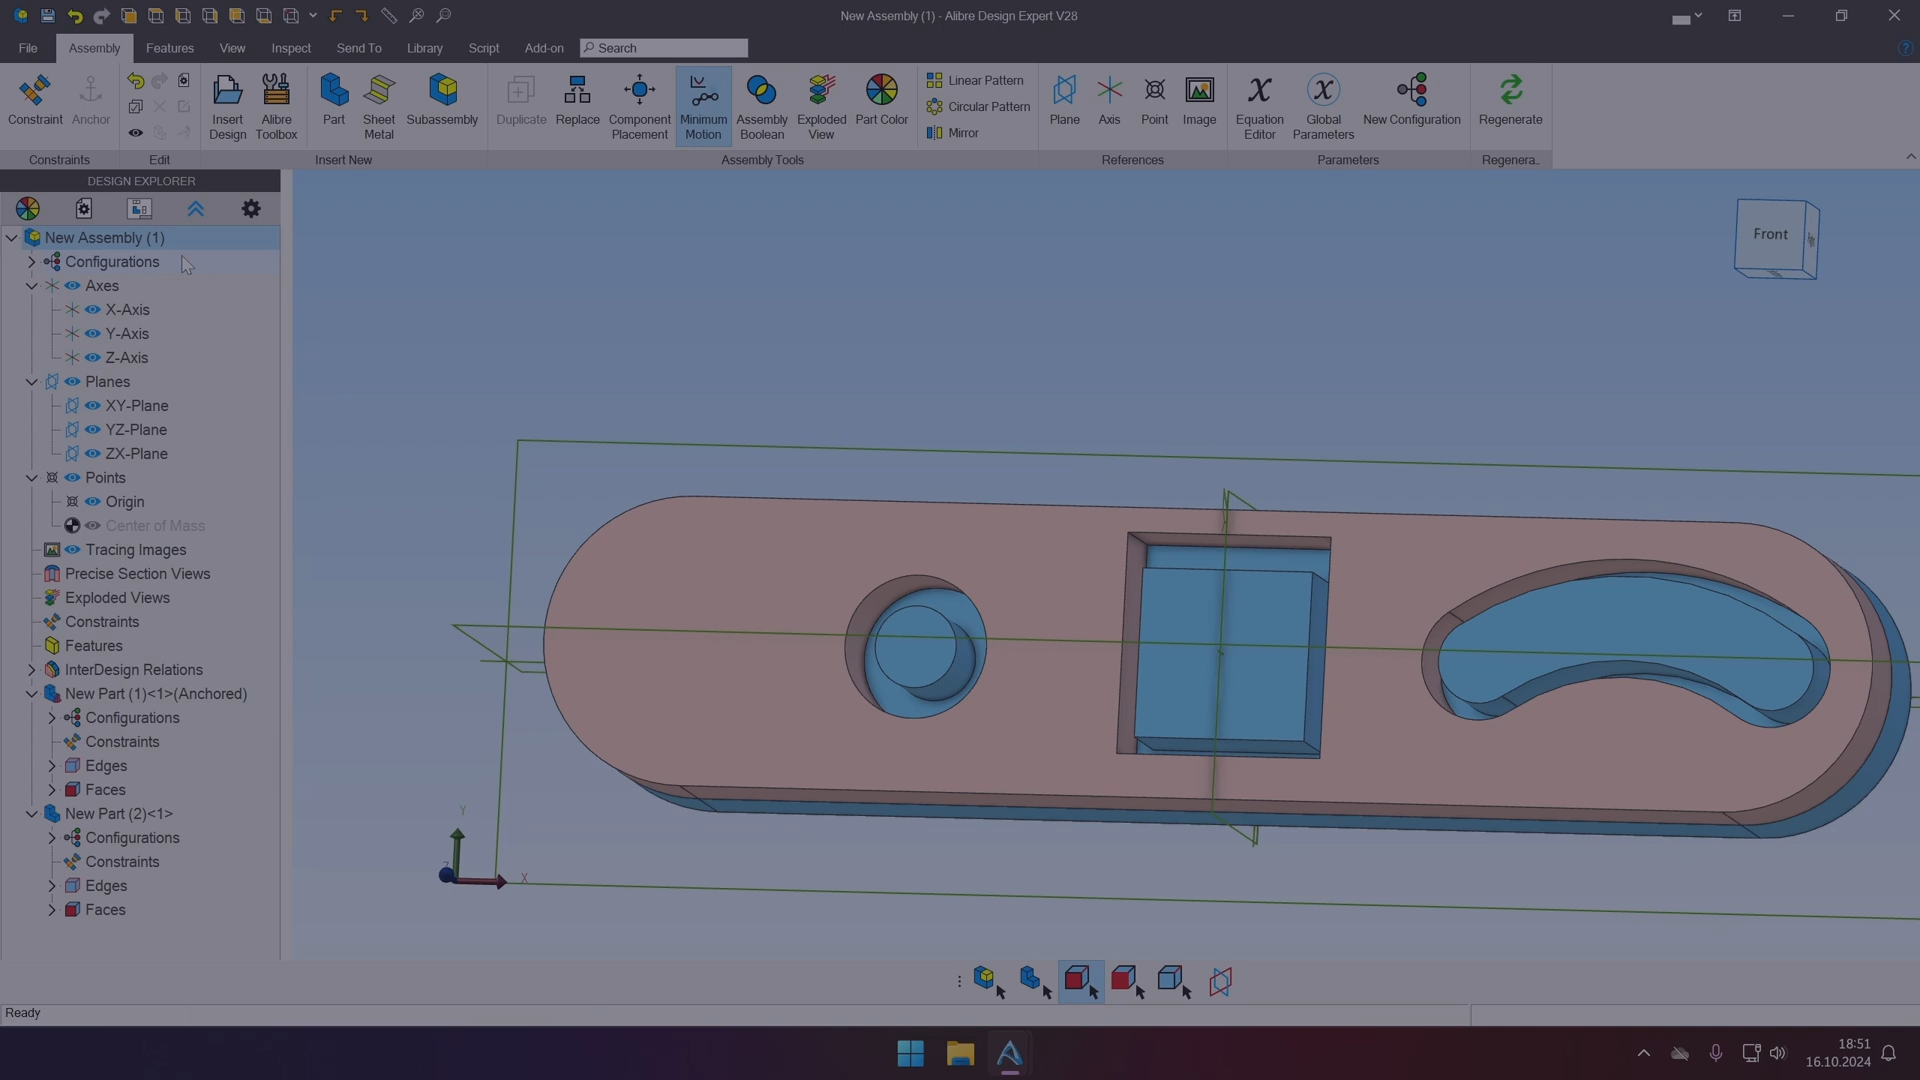 New Assembly (1) - Alibre Design Expert V28
File Assembly Features View Inspect Send To Library Script Add-on Search
Constraint Anchor
Insert Design
Alibre Toolbox
Part
Sheet Metal
Subassembly
Duplicate
Replace
Component Placement
Minimum Motion
Assembly Boolean
Exploded View
Part Color
Linear Pattern
Circular Pattern
Mirror
Plane
Axis
Point
Image
Equation Editor
Global Parameters
New Configuration
Regenerate
Constraints Edit Insert New Assembly Tools References Parameters Regenera..
DESIGN EXPLORER
New Assembly (1)
Configurations
Axes
X-Axis
Y-Axis
Z-Axis
Planes
XY-Plane
YZ-Plane
ZX-Plane
Points
Origin
Center of Mass
Tracing Images
Precise Section Views
Exploded Views
Constraints
Features
InterDesign Relations
New Part (1)<1>(Anchored)
Configurations
Constraints
Edges
Faces
New Part (2)<1>
Configurations
Constraints
Edges
Faces
Front
Y
Z
X
Ready
18:51
16.10.2024